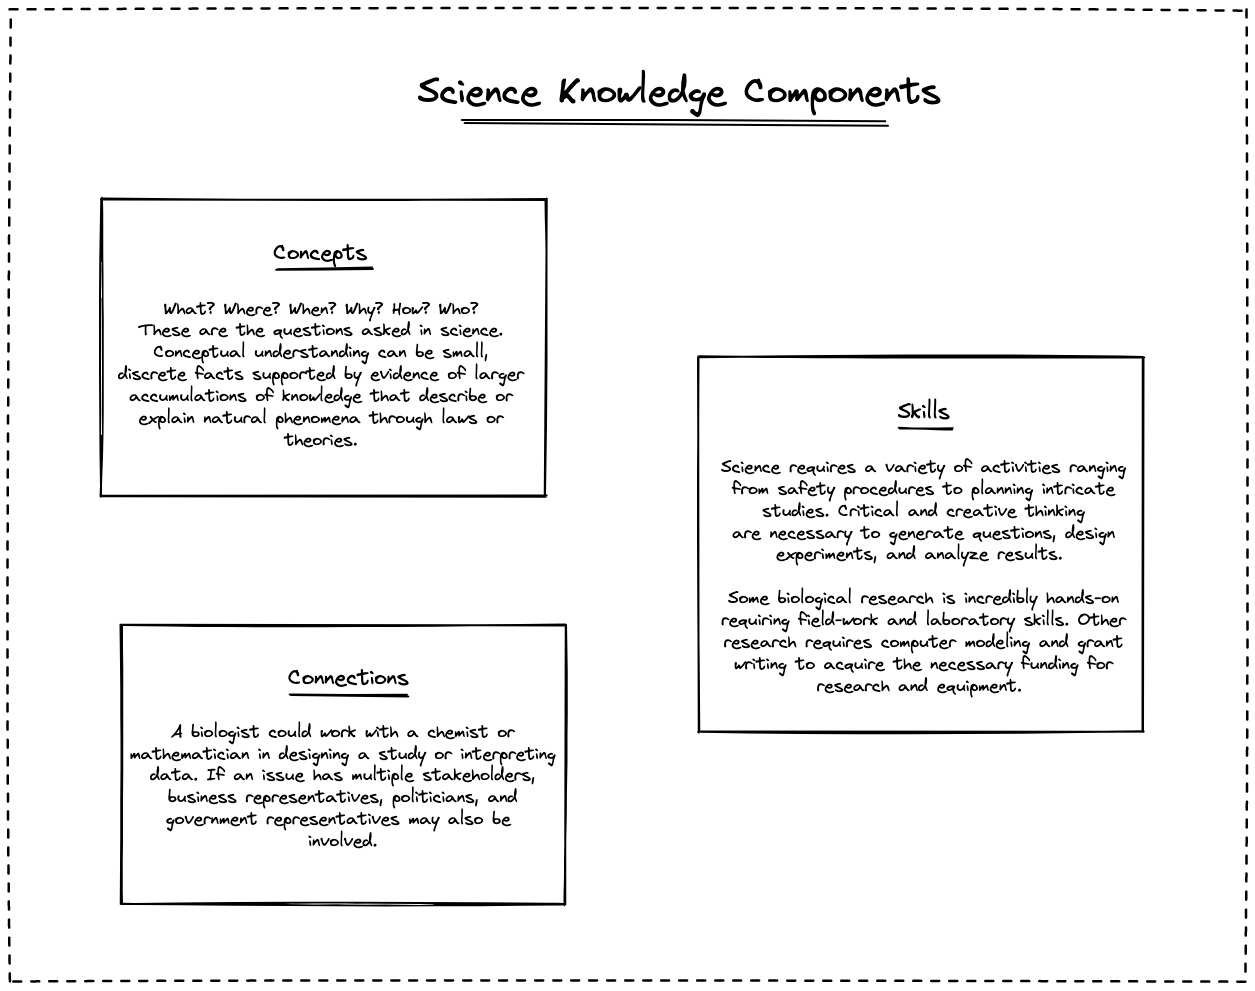 Science Knowledge Components
Concepts
What? Where? When? Why? How? Who?
These are the questions asked in science.
Conceptual understanding can be small,
discrete facts supported by evidence of larger
accumulations of knowledge that describe or
explain natural phenomena through laws or
theories.
Skills
Science requires a variety of activities ranging
from safety procedures to planning intricate
studies. Critical and creative thinking
are necessary to generate questions, design
experiments, and analyze results.
Some biological research is incredibly hands-on
requiring field-work and laboratory skills. Other
research requires computer modeling and grant
writing to acquire the necessary funding for
research and equipment.
Connections
A biologist could work with a chemist or
mathematician in designing a study or interpreting
data. If an issue has multiple stakeholders,
business representatives, politicians, and
government representatives may also be
involved.